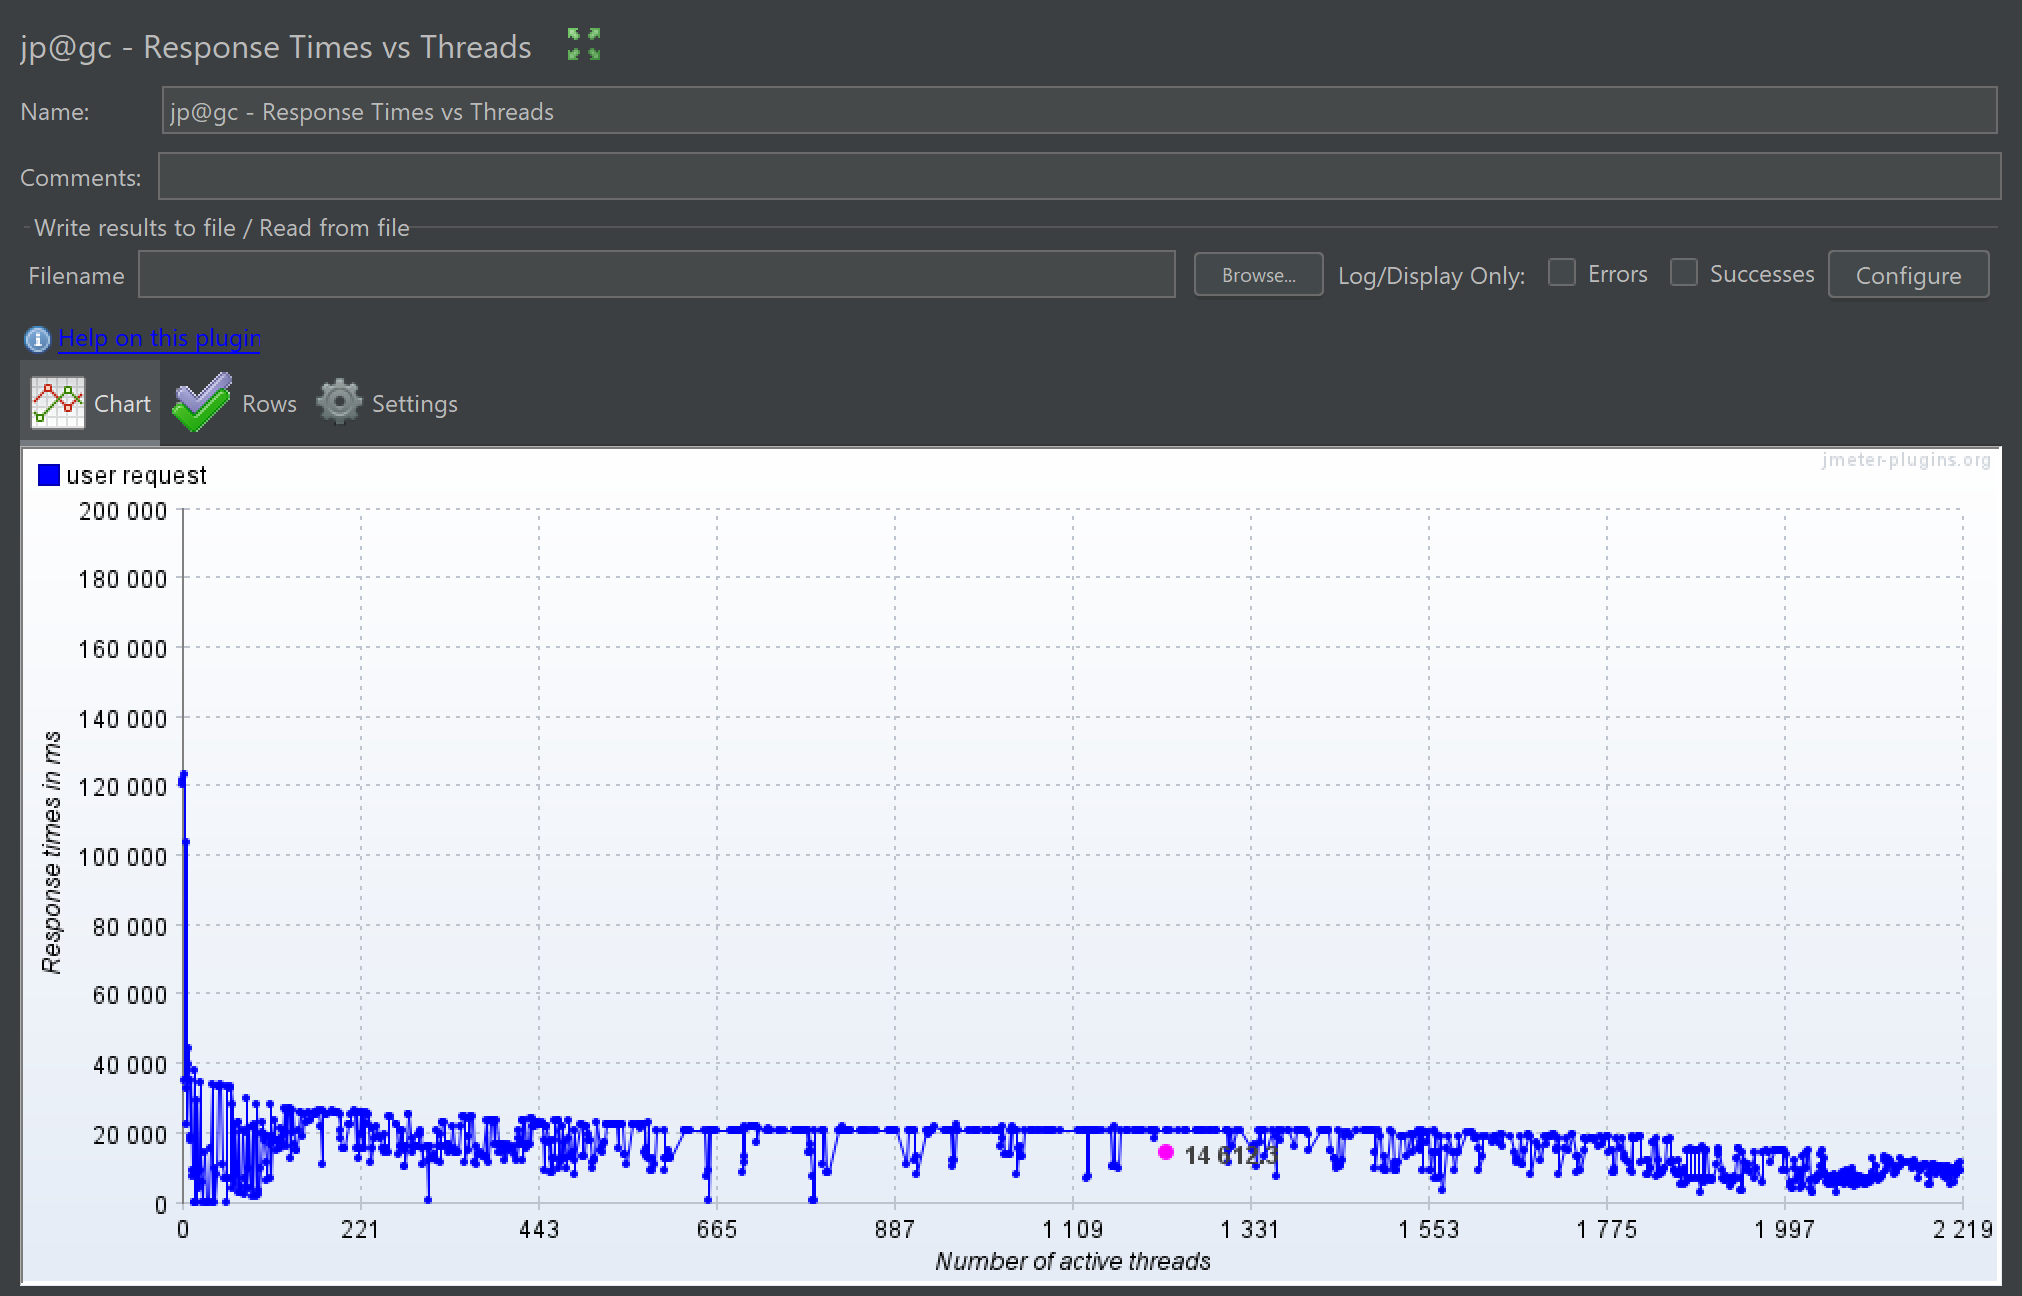 jp@gc - Response Times vs Threads
Name: jp@gc - Response Times vs Threads
Comments:
Write results to file / Read from file
Filename Browse... Log/Display Only: Errors Successes Configure
Help on this plugin
Chart Rows Settings
jmeter-plugins.org
user request
200 000
180 000
160 000
140 000
120 000
100 000
80 000
60 000
40 000
20 000
0
Response times in ms
14 612.3
0 221 443 665 887 1 109 1 331 1 553 1 775 1 997 2 219
Number of active threads